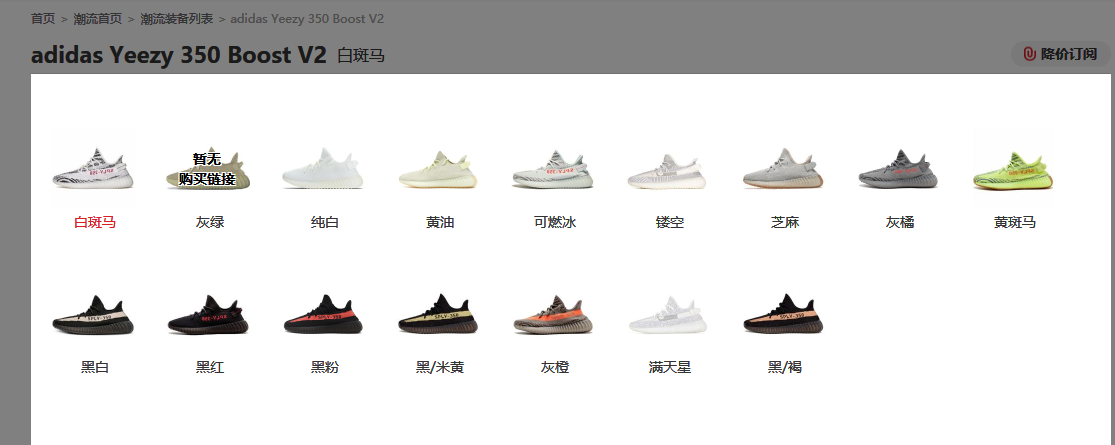 首页 > 潮流首页 > 潮流装备列表 > adidas Yeezy 350 Boost V2
adidas Yeezy 350 Boost V2 白斑马
降价订阅
暂无
购买链接
白斑马 灰绿 纯白 黄油 可燃冰 镂空 芝麻 灰橘 黄斑马
黑白 黑红 黑粉 黑/米黄 灰橙 满天星 黑/褐